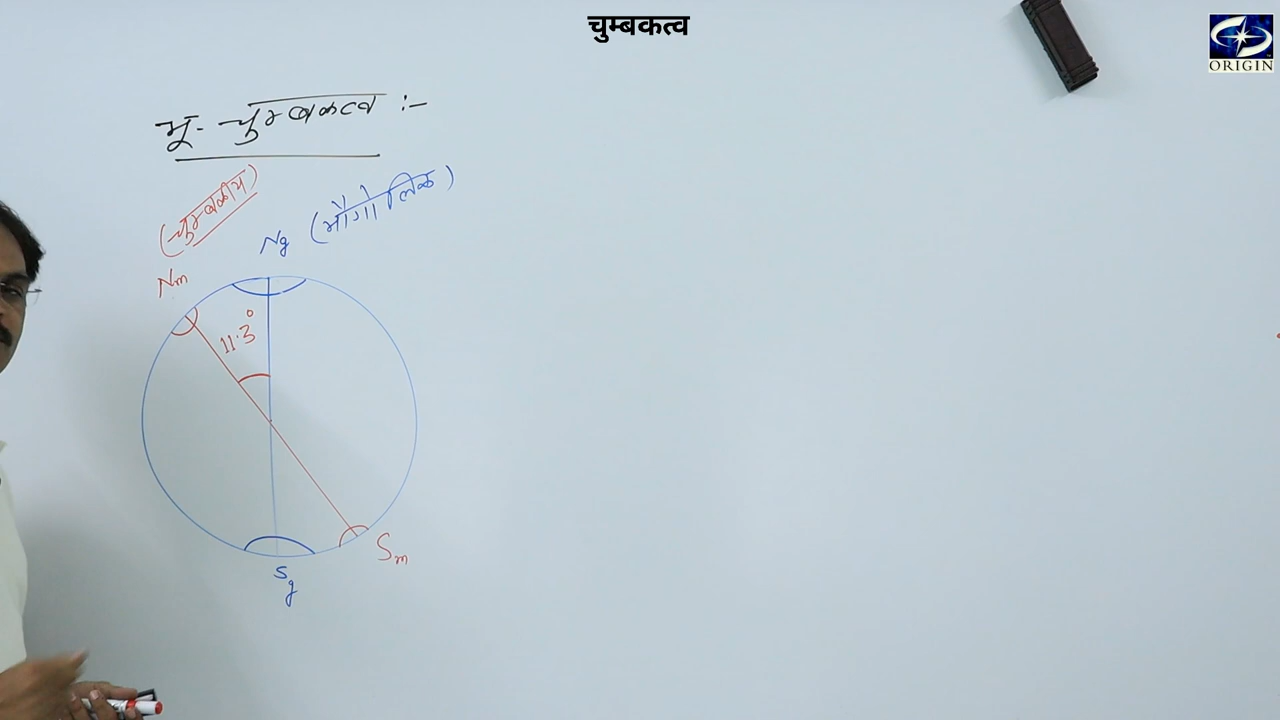 चुम्बकत्व
ORIGIN
भू- चुम्बकत्व :-
(चुम्बकीय)
Ng (भौगोलिक)
Nm
11.3°
Sm
Sg